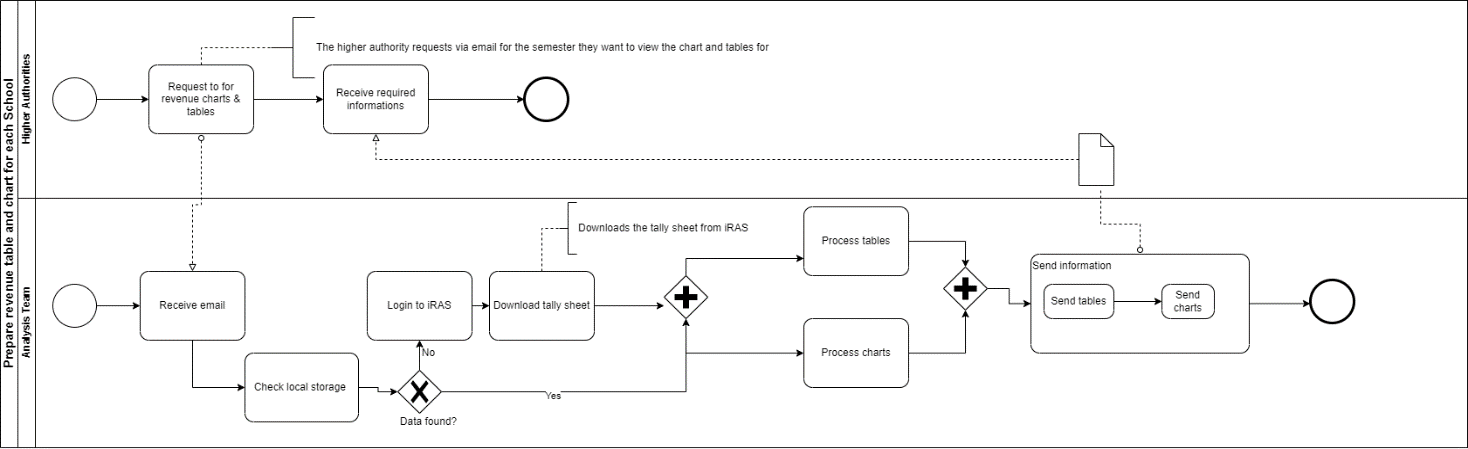 Prepare revenue table and chart for each School
Higher Authorities
The higher authority requests via email for the semester they want to view the chart and tables for
Request to for
revenue charts &
tables
Receive required
informations
Analysis Team
Downloads the tally sheet from iRAS
Process tables
Send information
Receive email
Login to iRAS
Download tally sheet
Send tables
Send
charts
No
Process charts
Check local storage
Yes
Data found?